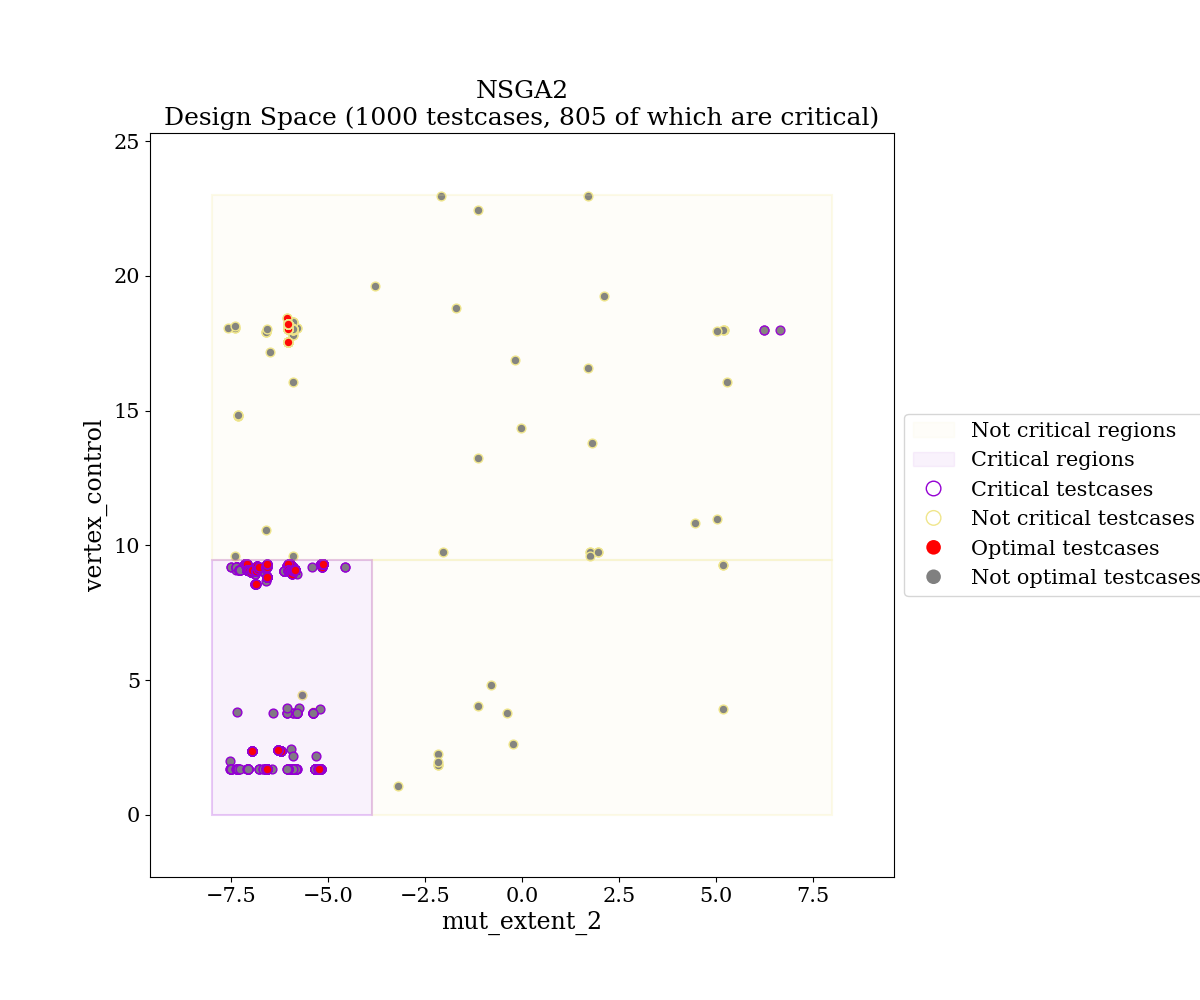 NSGA2
Design Space (1000 testcases, 805 of which are critical)
25
20
15
10
5
0
vertex_control
−7.5
−5.0
−2.5
0.0
2.5
5.0
7.5
mut_extent_2
Not critical regions
Critical regions
Critical testcases
Not critical testcases
Optimal testcases
Not optimal testcases